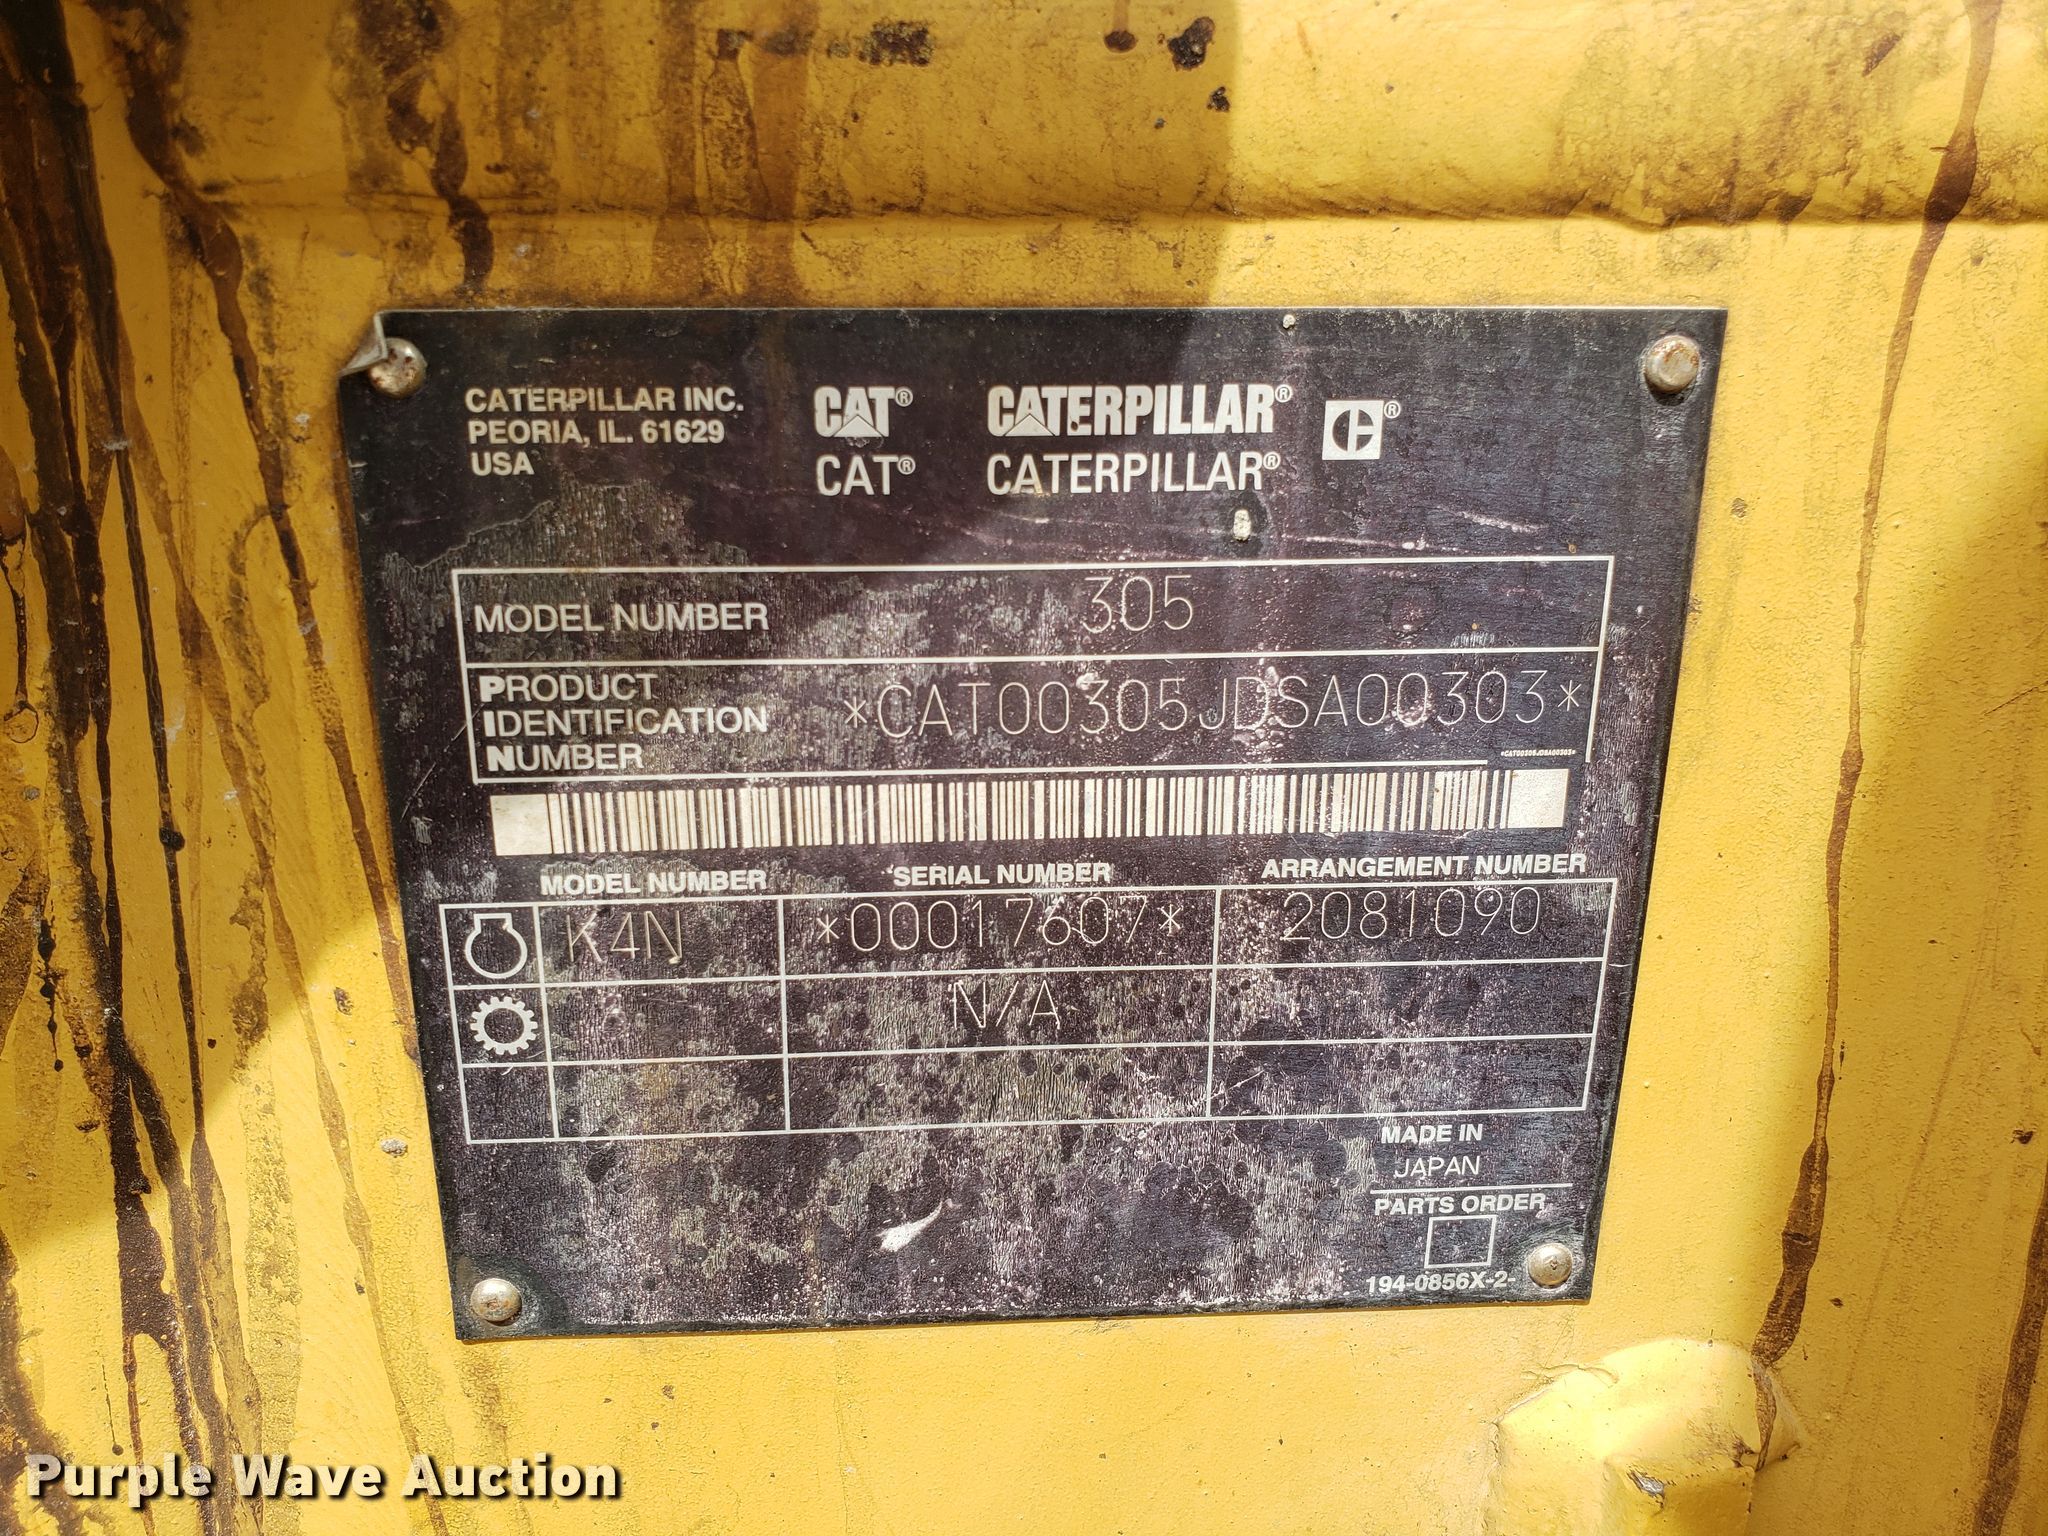 CATERPILLAR INC.
PEORIA, IL. 61629
USA
CAT® CATERPILLAR® C®
CAT® CATERPILLAR®
MODEL NUMBER 305
PRODUCT
IDENTIFICATION
NUMBER
*CAT00305JDSA00303*
*CAT00305JDSA00303*
MODEL NUMBER SERIAL NUMBER ARRANGEMENT NUMBER
K4N *00017607* 2081090
N/A
MADE IN
JAPAN
PARTS ORDER
194-0856X-2-
Purple Wave Auction